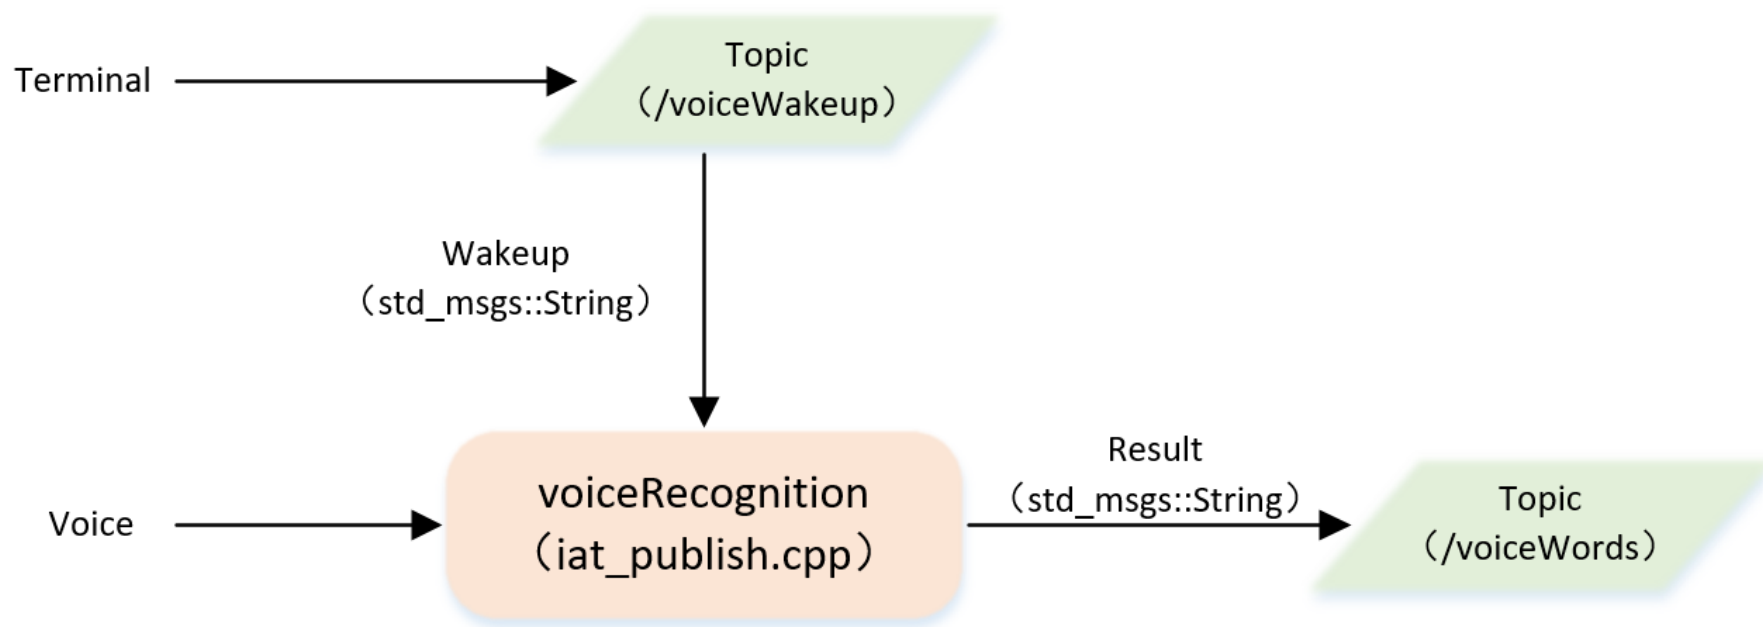 Terminal
Topic
（/voiceWakeup）
Wakeup
（std_msgs::String）
Voice
voiceRecognition
（iat_publish.cpp）
Result
（std_msgs::String）
Topic
（/voiceWords）